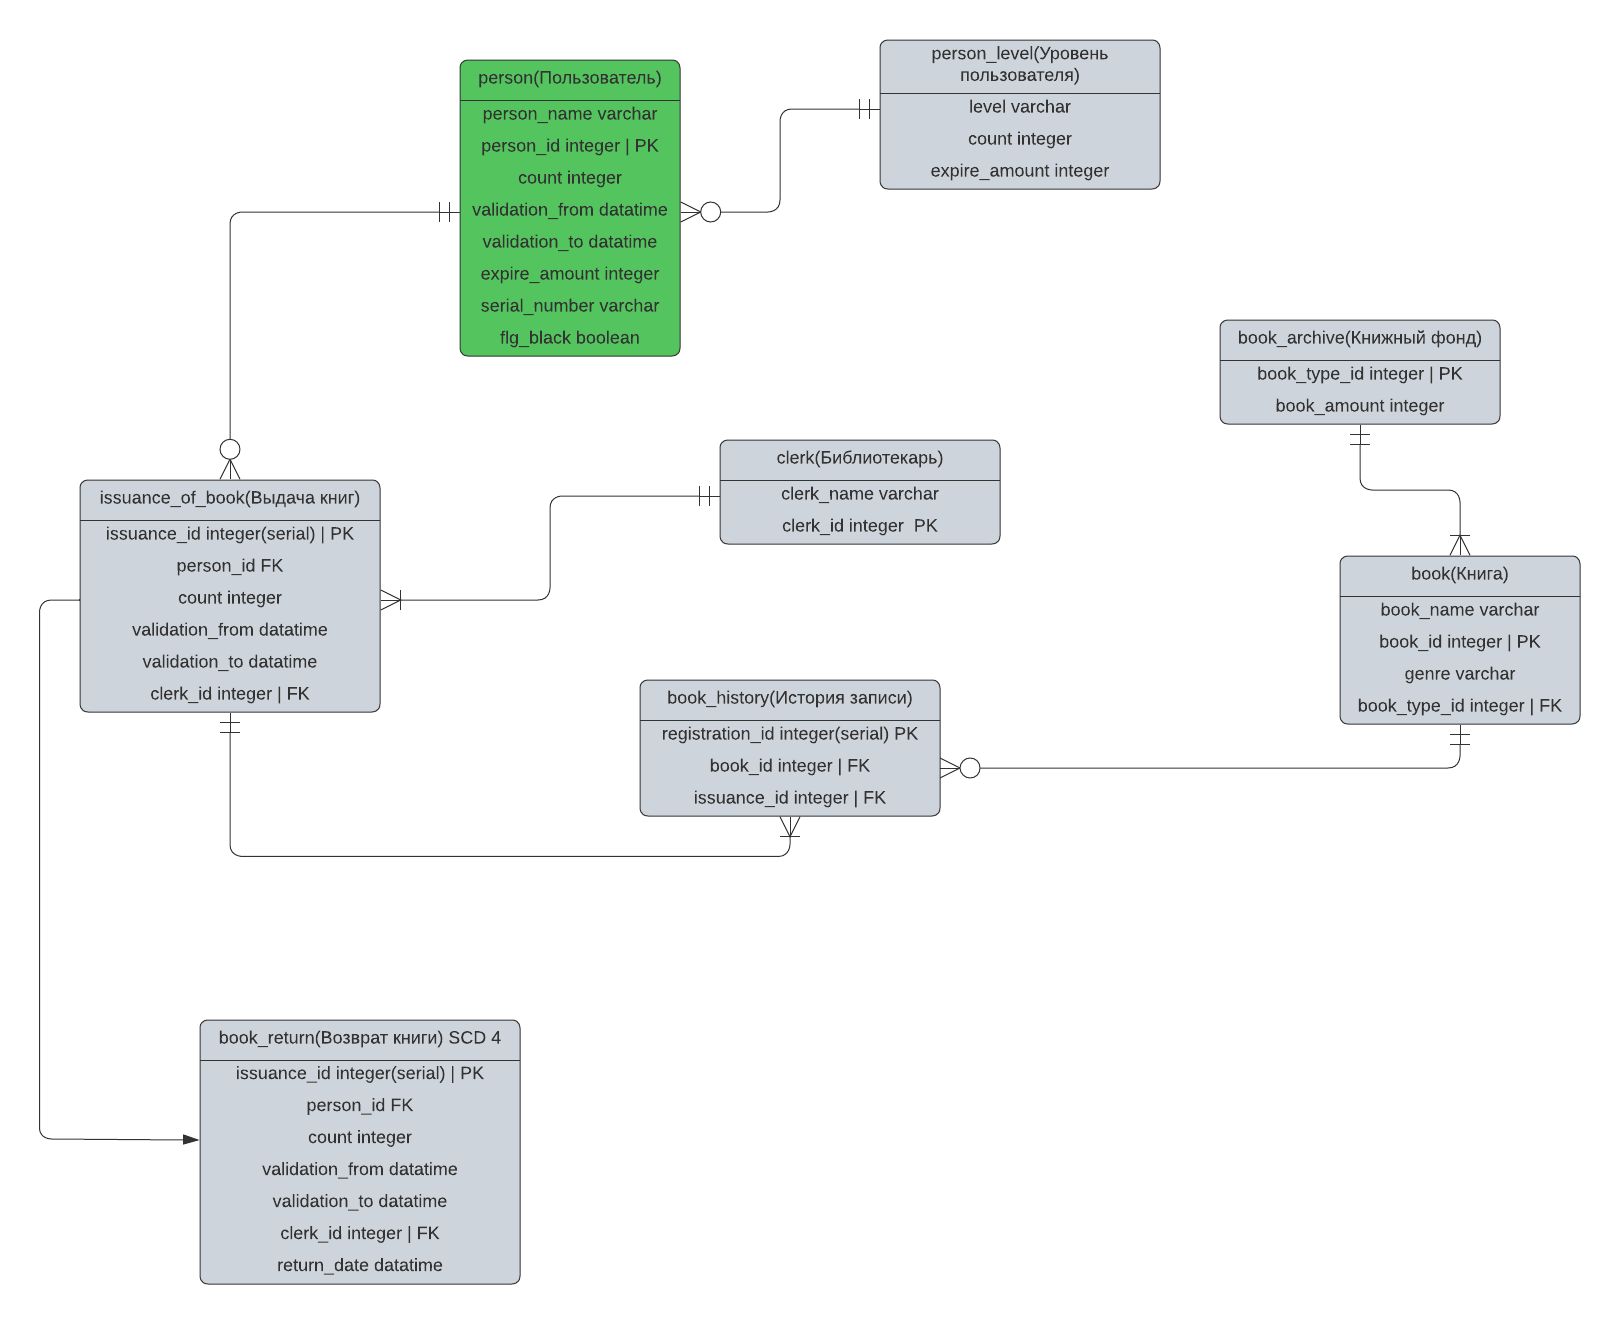 person_level(Уровень
пользователя)
level varchar
count integer
expire_amount integer
person(Пользователь)
person_name varchar
person_id integer | PK
count integer
validation_from datatime
validation_to datatime
expire_amount integer
serial_number varchar
flg_black boolean
book_archive(Книжный фонд)
book_type_id integer | PK
book_amount integer
clerk(Библиотекарь)
clerk_name varchar
clerk_id integer  PK
issuance_of_book(Выдача книг)
issuance_id integer(serial) | PK
person_id FK
count integer
validation_from datatime
validation_to datatime
clerk_id integer | FK
book(Книга)
book_name varchar
book_id integer | PK
genre varchar
book_type_id integer | FK
book_history(История записи)
registration_id integer(serial) PK
book_id integer | FK
issuance_id integer | FK
book_return(Возврат книги) SCD 4
issuance_id integer(serial) | PK
person_id FK
count integer
validation_from datatime
validation_to datatime
clerk_id integer | FK
return_date datatime